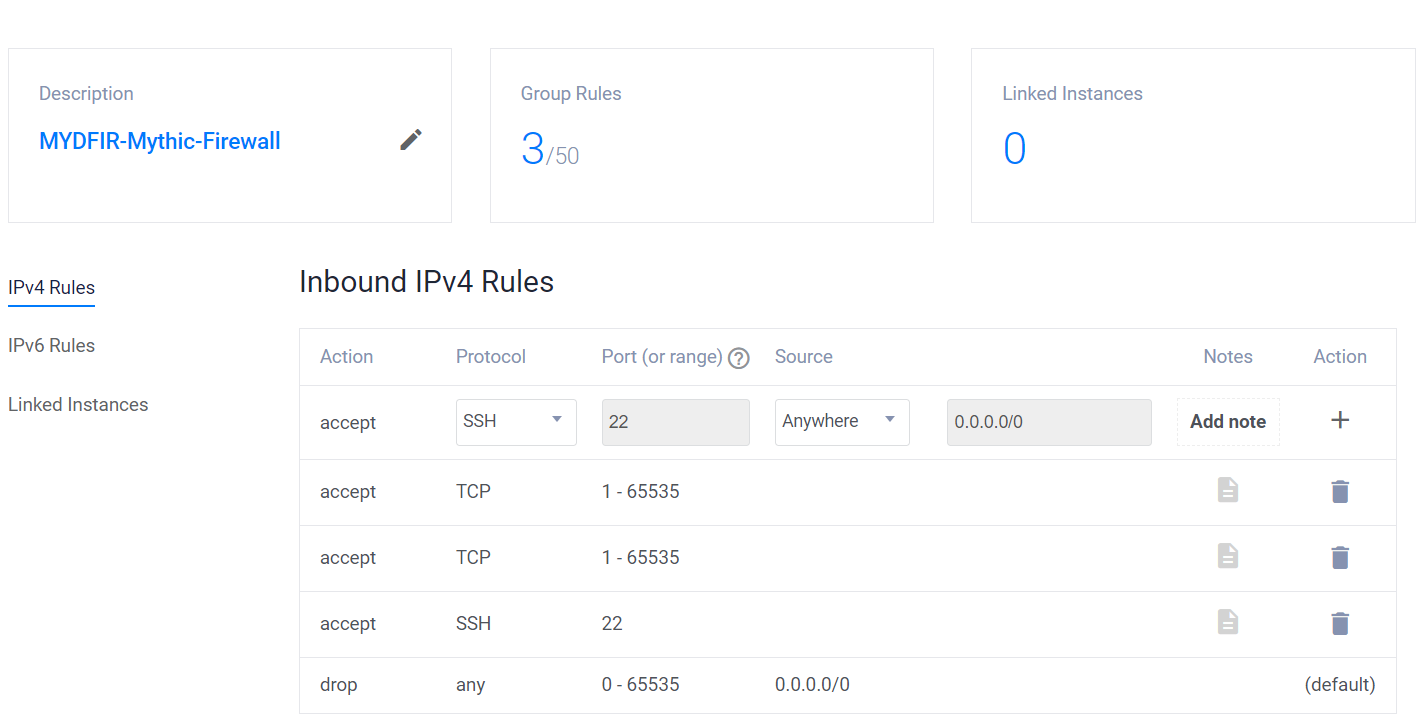 Description
MYDFIR-Mythic-Firewall
Group Rules
3/50
Linked Instances
0
IPv4 Rules
IPv6 Rules
Linked Instances
Inbound IPv4 Rules
Action Protocol Port (or range) ? Source Notes Action
accept SSH 22 Anywhere 0.0.0.0/0 Add note +
accept TCP 1 - 65535
accept TCP 1 - 65535
accept SSH 22
drop any 0 - 65535 0.0.0.0/0 (default)